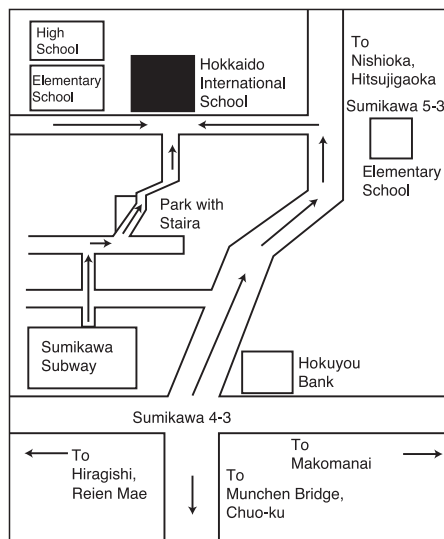 High
School
Elementary
School
Hokkaido
International
School
To
Nishioka,
Hitsujigaoka
Sumikawa 5-3
Elementary
School
Park with
Staira
Sumikawa
Subway
Hokuyou
Bank
Sumikawa 4-3
To
Hiragishi,
Reien Mae
To
Munchen Bridge,
Chuo-ku
To
Makomanai